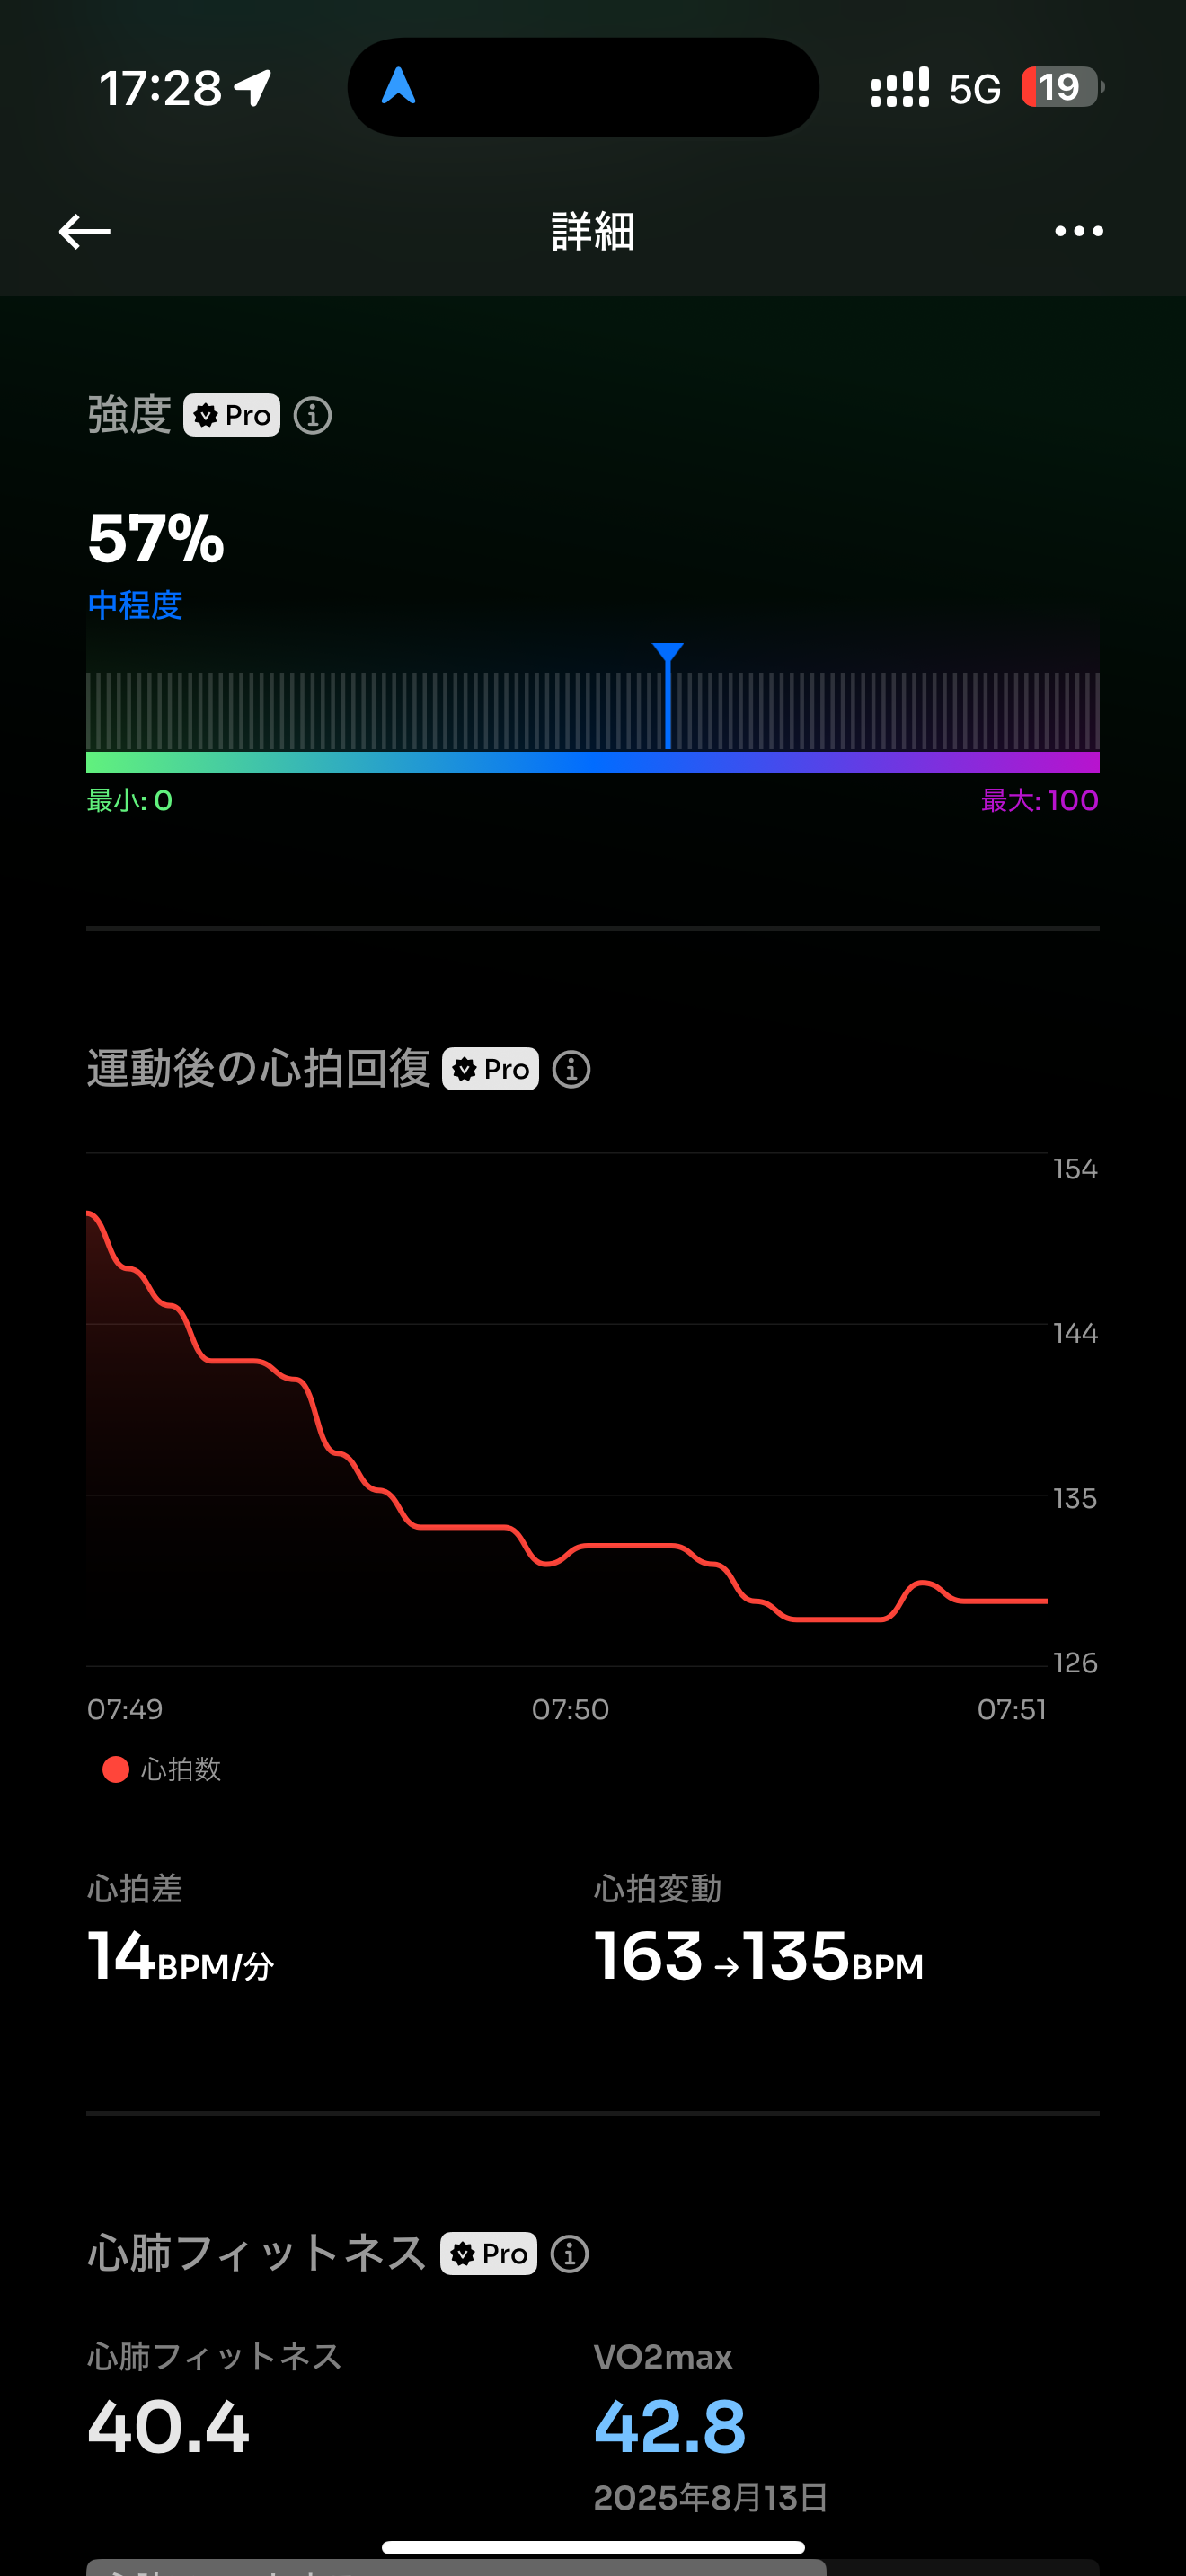 17:28 5G 19
詳細
強度 Pro
57%
中程度
最小: 0 最大: 100
運動後の心拍回復 Pro
154
144
135
126
07:49 07:50 07:51
心拍数
心拍差 心拍変動
14BPM/分 163→135BPM
心肺フィットネス Pro
心肺フィットネス VO2max
40.4 42.8
2025年8月13日